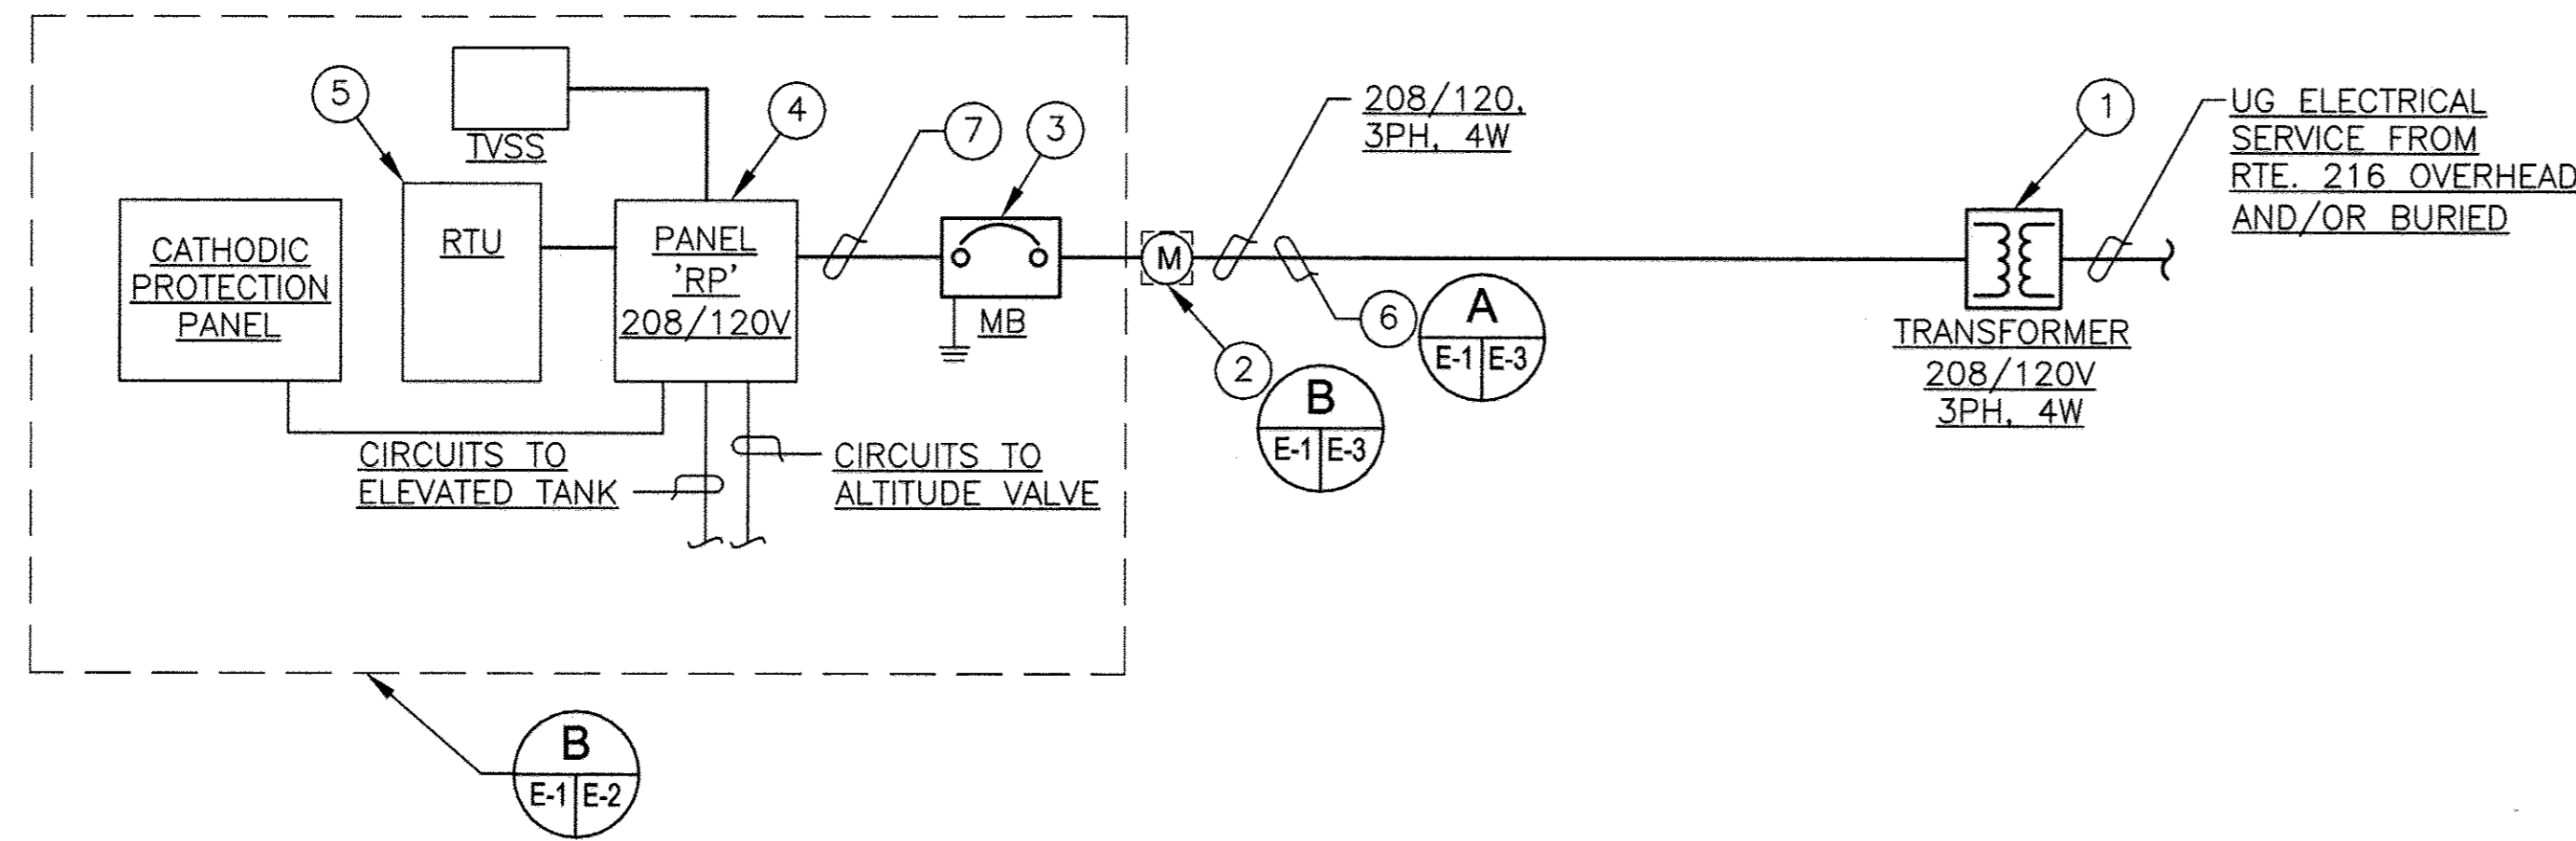 5
TVSS
4
7
3
208/120,
3PH, 4W
1
UG ELECTRICAL
SERVICE FROM
RTE. 216 OVERHEAD
AND/OR BURIED
CATHODIC
PROTECTION
PANEL
RTU
PANEL
'RP'
208/120V
MB
M
2
6
A
E-1 E-3
B
E-1 E-3
TRANSFORMER
208/120V
3PH, 4W
CIRCUITS TO
ELEVATED TANK
CIRCUITS TO
ALTITUDE VALVE
B
E-1 E-2